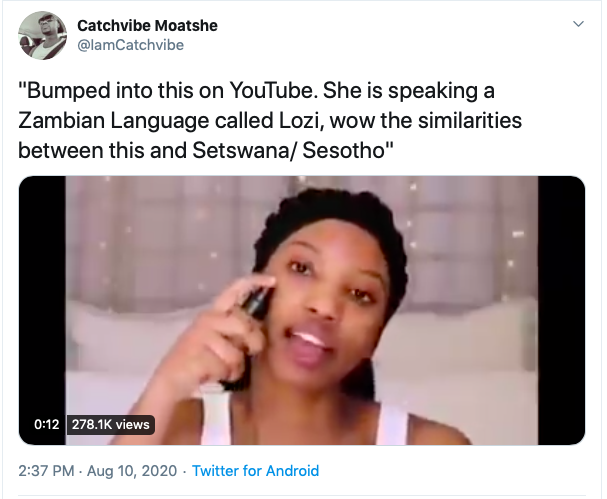 Catchvibe Moatshe
@IamCatchvibe
"Bumped into this on YouTube. She is speaking a
Zambian Language called Lozi, wow the similarities
between this and Setswana/ Sesotho"
0:12 278.1K views
2:37 PM · Aug 10, 2020 · Twitter for Android